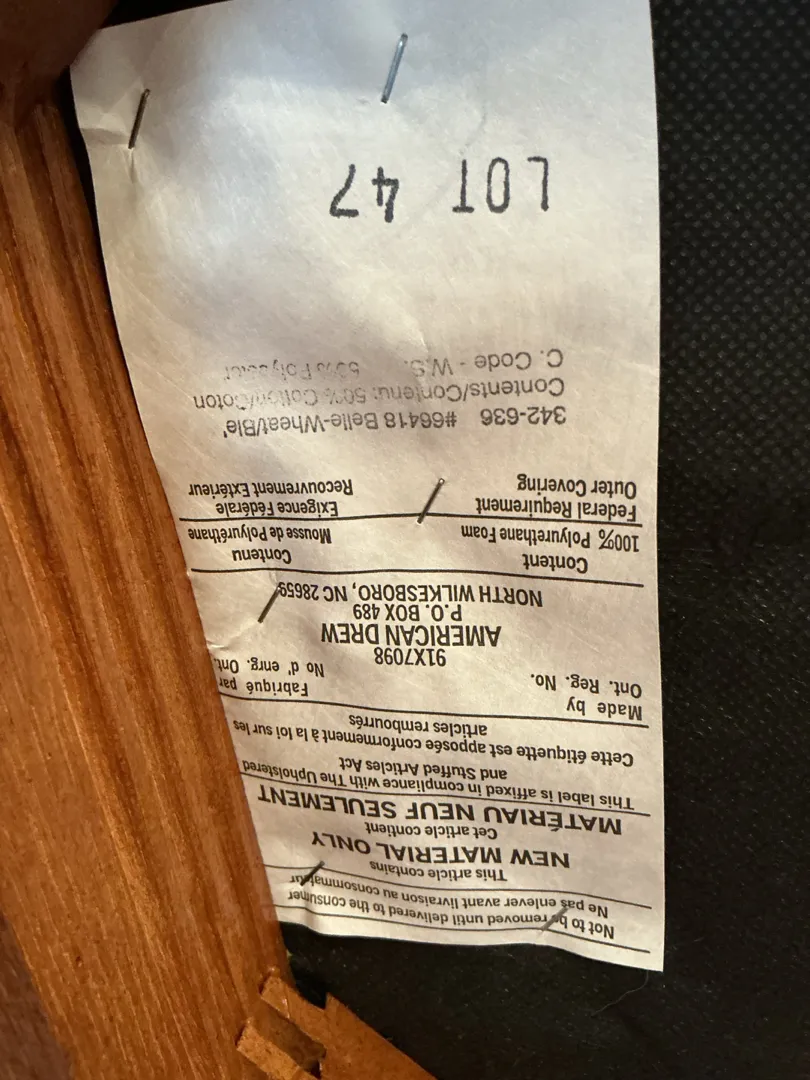 Not to be removed until delivered to the consumer
Ne pas enlever avant livraison au consommateur
This article contains
NEW MATERIAL ONLY
Cet article contient
MATÉRIAU NEUF SEULEMENT
This label is affixed in compliance with The Upholstered
and Stuffed Articles Act
Cette étiquette est apposée conformement à la loi sur les
articles rembourrés
Made by Fabriqué par
Ont. Reg. No. No d' enrg. Ont.
91X7098
AMERICAN DREW
P.O. BOX 489
NORTH WILKESBORO, NC 28659
Content Contenu
100% Polyurethane Foam Mousse de Polyuréthane
Federal Requirement Exigence Fédérale
Outer Covering Recouvrement Extérieur
342-636 #66418 Belle-Wheat/Ble'
Contents/Contenu: 50% Cotton/Coton
C. Code - W.S. 50% Polyester
LOT 47